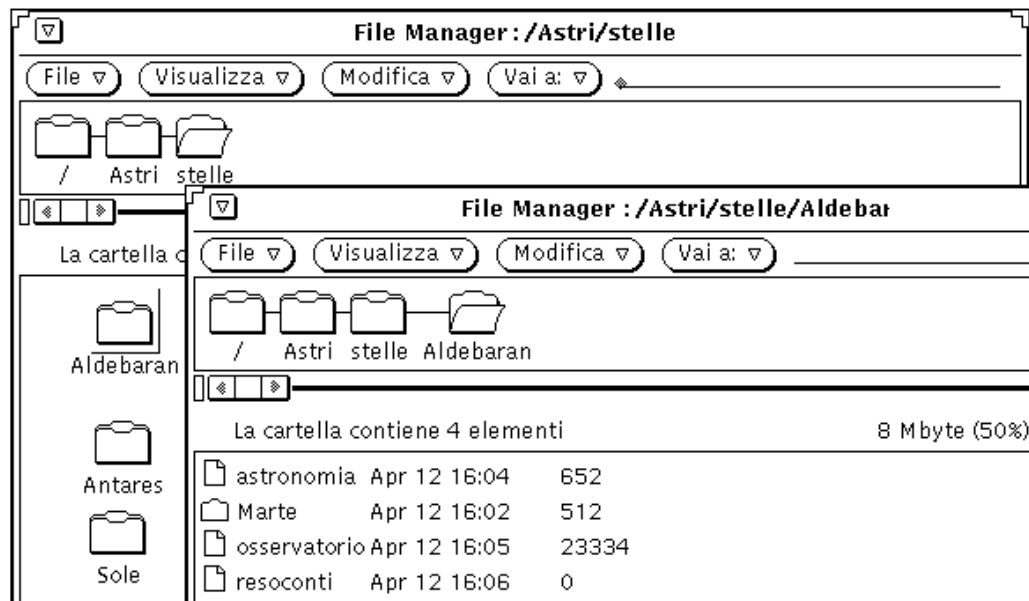 File Manager : /Astri/stelle
File Visualizza Modifica Vai a:
/ Astri stelle
La cartella c
Aldebaran
Antares
Sole
File Manager : /Astri/stelle/Aldebar
File Visualizza Modifica Vai a:
/ Astri stelle Aldebaran
La cartella contiene 4 elementi 8 Mbyte (50%)
astronomia Apr 12 16:04 652
Marte Apr 12 16:02 512
osservatorio Apr 12 16:05 23334
resoconti Apr 12 16:06 0